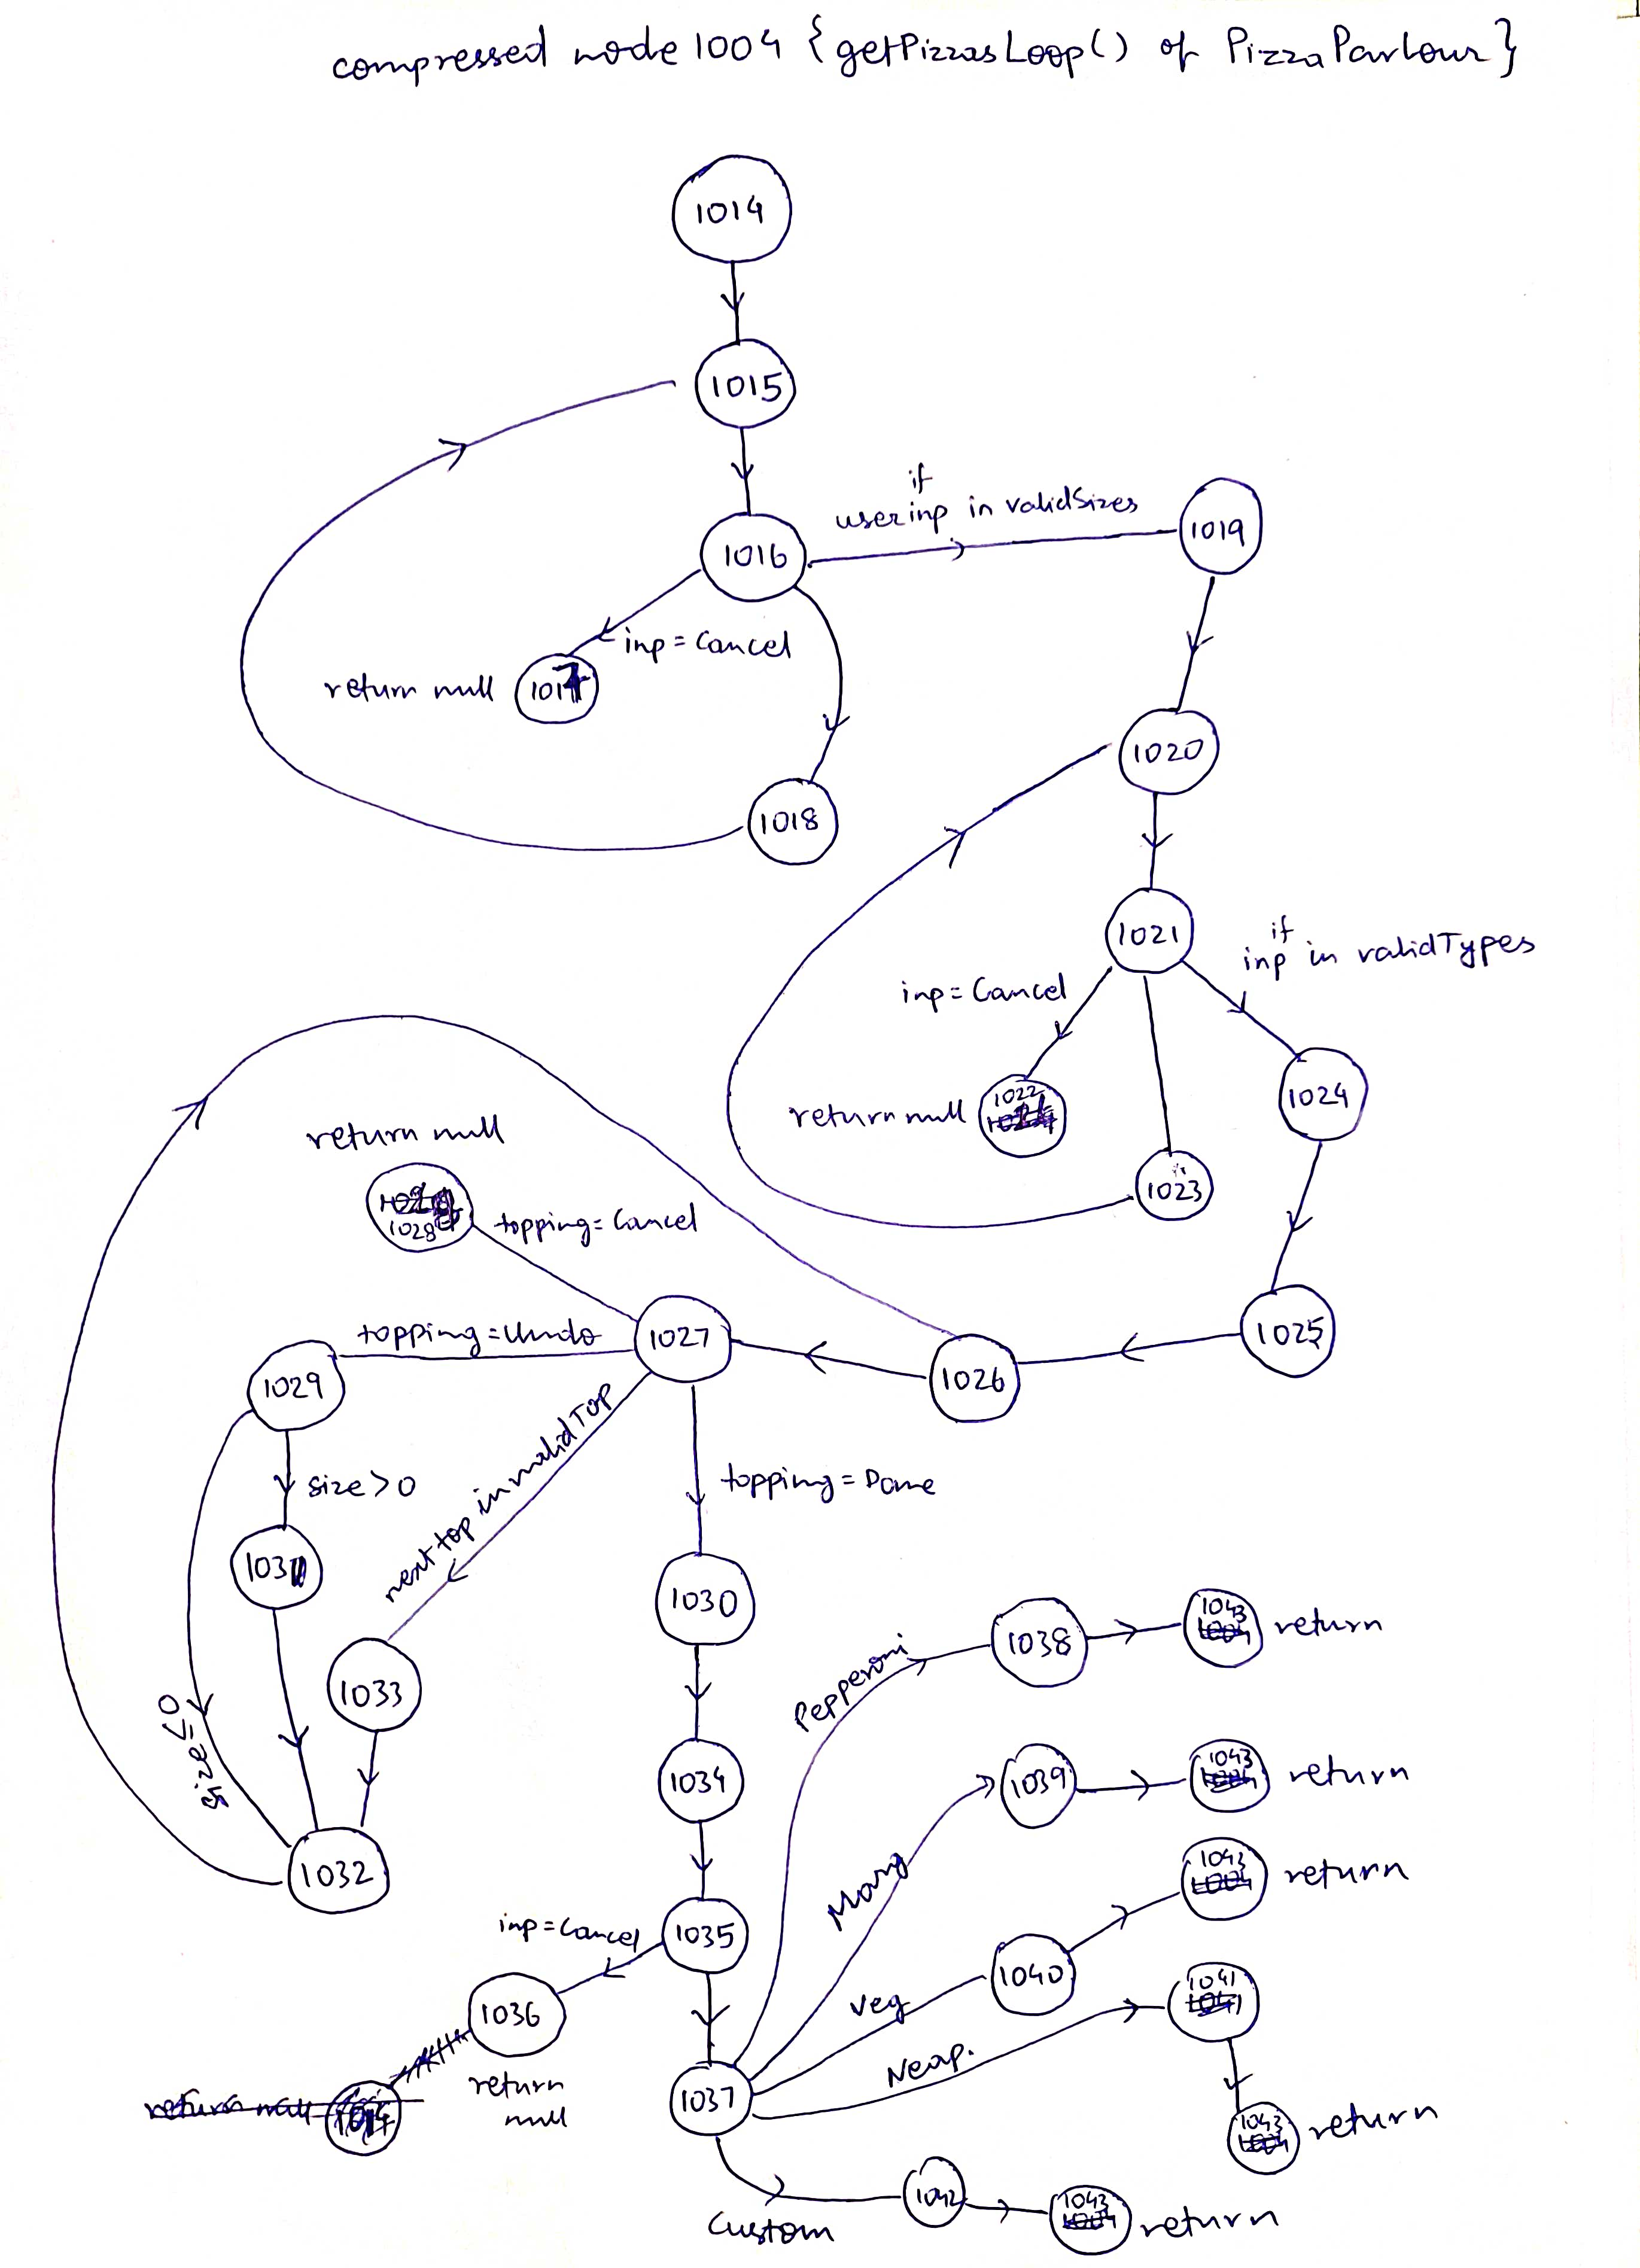 compressed node 1004 {getPizzasLoop() of PizzaParlour}
1014
1015
if
user inp in validSizes
1016
1019
inp = Cancel
return null
1017
1020
1018
1021
if
inp in validTypes
inp = Cancel
1024
return null
1022
return null
1023
1028
topping = Cancel
topping = Undo
1027
1025
1029
1026
next top in validTop
size > 0
topping = Done
1031
1030
1038
1043
return
Pepperoni
1033
size ≤ 0
1034
1039
1043
return
Marg
1032
1043
return
inp = Cancel
1035
1040
1041
1036
Veg
Neap.
return
null
1037
1043
return
1042
1043
return
Custom